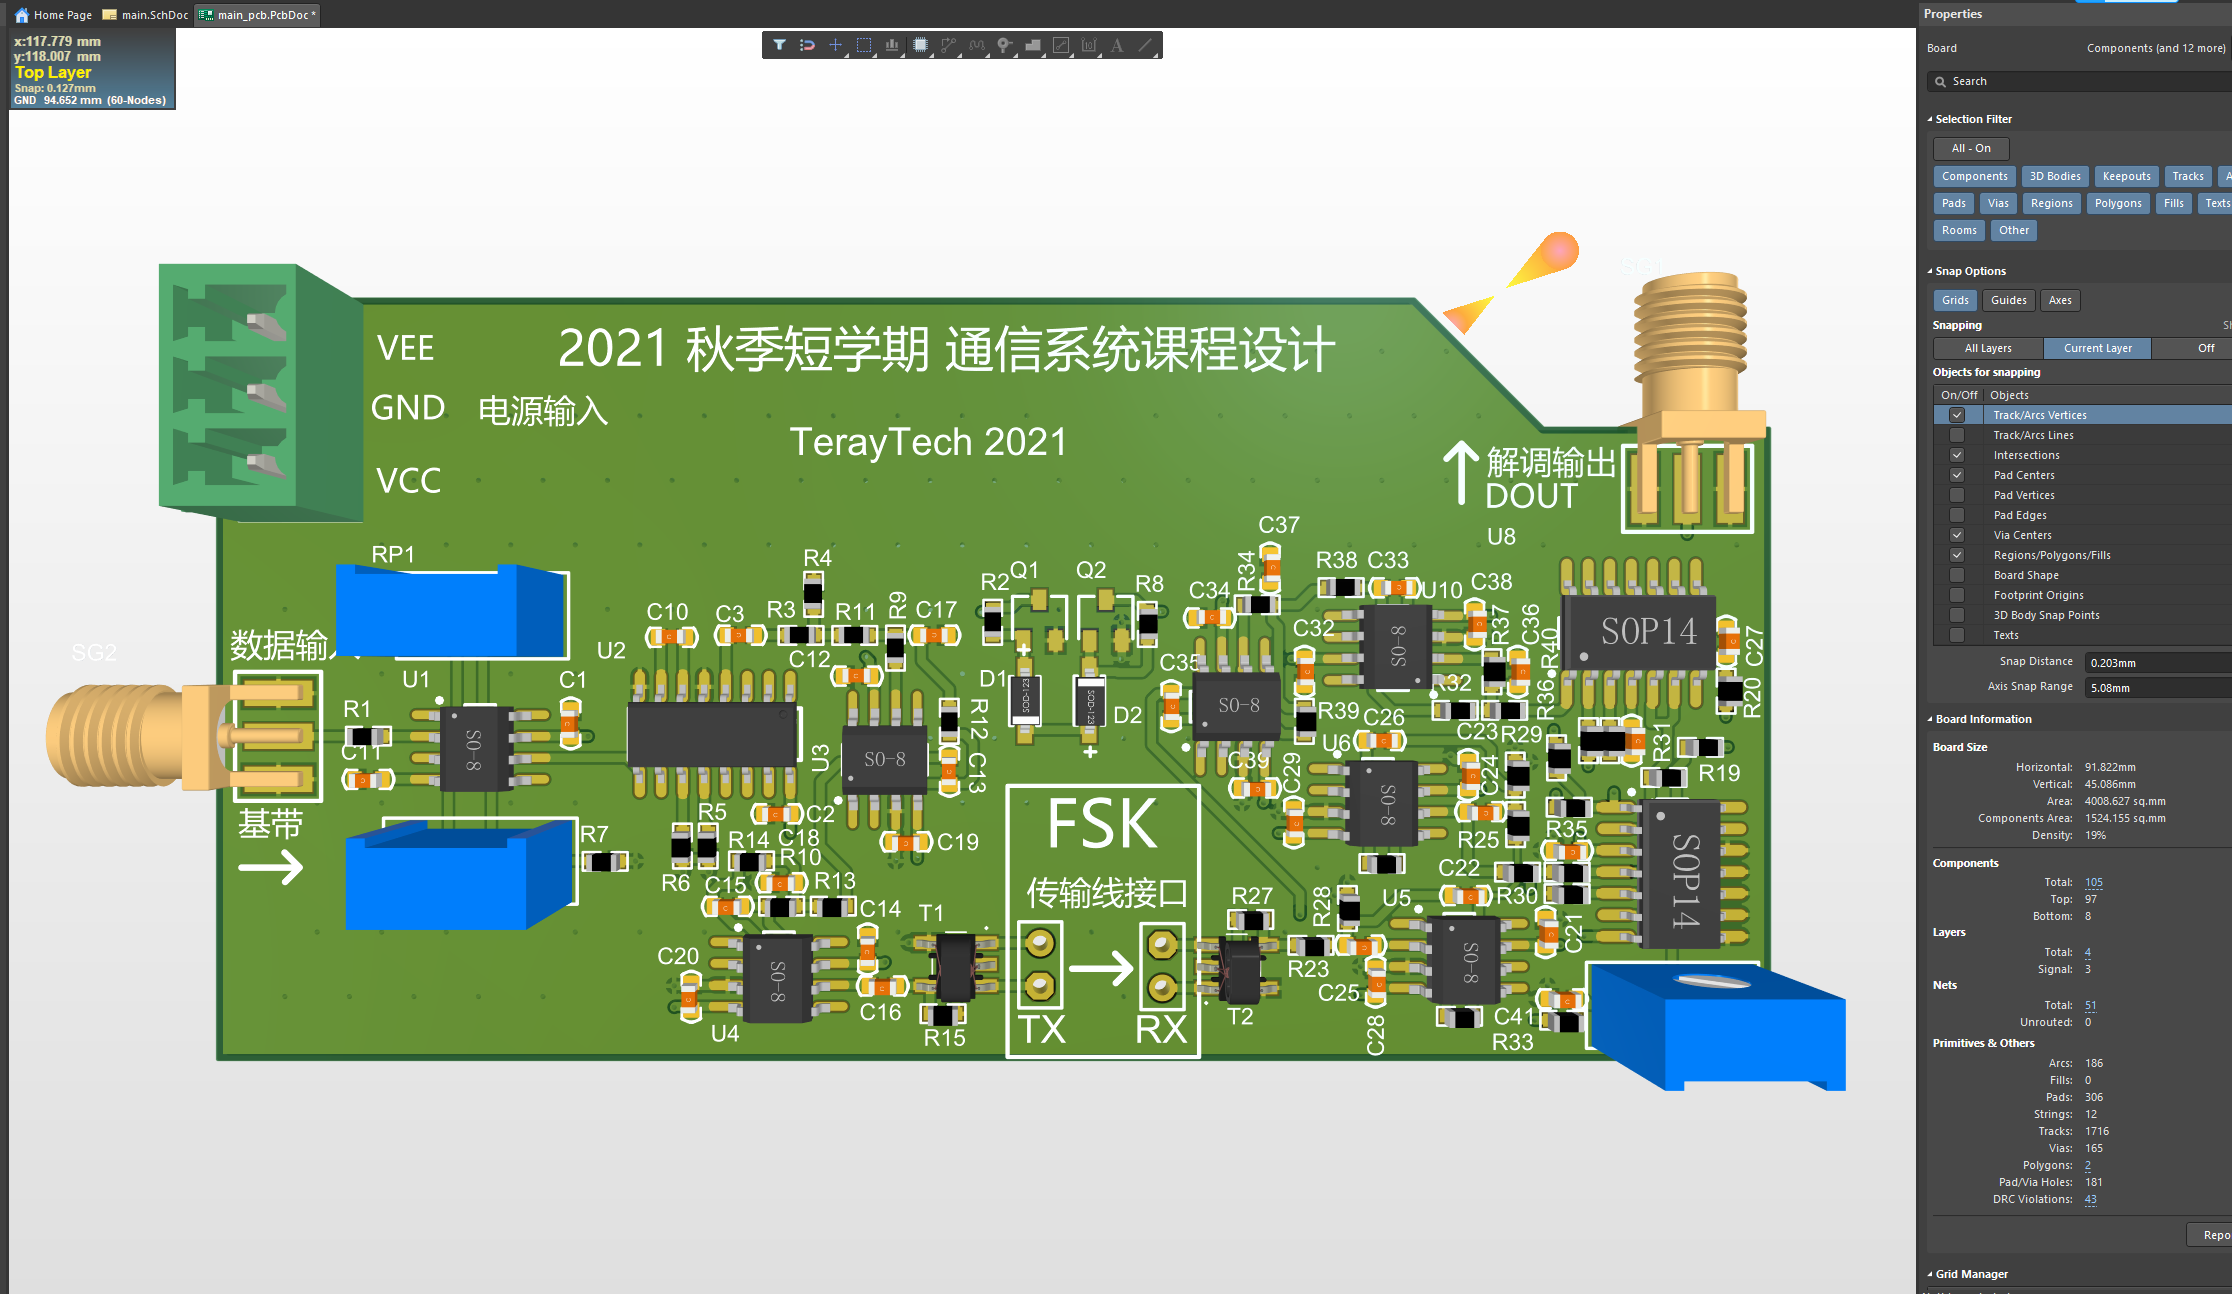 Home Page
main.SchDoc
main_pcb.PcbDoc *
x:117.779 mm
y:118.007 mm
Top Layer
Snap: 0.127mm
GND 94.652 mm (60-Nodes)
VEE
2021 秋季短学期 通信系统课程设计
GND 电源输入
TerayTech 2021
VCC
解调输出
DOUT
U8
C37
RP1
R4
R2
Q1
Q2
R8
R34
R38
C33
U10
C38
C10
C3
R3
R11
R9
C17
C34
R37
C36
R40
SOP14
C27
数据输
SG2
U2
C12
C32
SO-8
C35
U1
C1
D1
SOD-123
SOD-123
D2
R12
SO-8
R32
R36
R20
R1
C11
SO-8
U3
SO-8
C13
R39
C26
U6
C23
R29
R31
R19
C39
C29
C24
SO-8
基带
R5
C2
FSK
R25
R35
SOP14
R7
R14
C18
R10
C19
R6
C15
R13
C14
T1
传输线接口
R27
R28
U5
C22
R30
C21
C20
SO-8
C16
U4
R15
TX
RX
T2
R23
C25
C28
SO-8
C41
R33
Properties
Board
Components (and 12 more)
Search
Selection Filter
All - On
Components
3D Bodies
Keepouts
Tracks
A
Pads
Vias
Regions
Polygons
Fills
Texts
Rooms
Other
Snap Options
Grids
Guides
Axes
Snapping
All Layers
Current Layer
Off
Objects for snapping
On/Off
Objects
Track/Arcs Vertices
Track/Arcs Lines
Intersections
Pad Centers
Pad Vertices
Pad Edges
Via Centers
Regions/Polygons/Fills
Board Shape
Footprint Origins
3D Body Snap Points
Texts
Snap Distance 0.203mm
Axis Snap Range 5.08mm
Board Information
Board Size
Horizontal: 91.822mm
Vertical: 45.086mm
Area: 4008.627 sq.mm
Components Area: 1524.155 sq.mm
Density: 19%
Components
Total: 105
Top: 97
Bottom: 8
Layers
Total: 4
Signal: 3
Nets
Total: 51
Unrouted: 0
Primitives & Others
Arcs: 186
Fills: 0
Pads: 306
Strings: 12
Tracks: 1716
Vias: 165
Polygons: 2
Pad/Via Holes: 181
DRC Violations: 43
Repo
Grid Manager